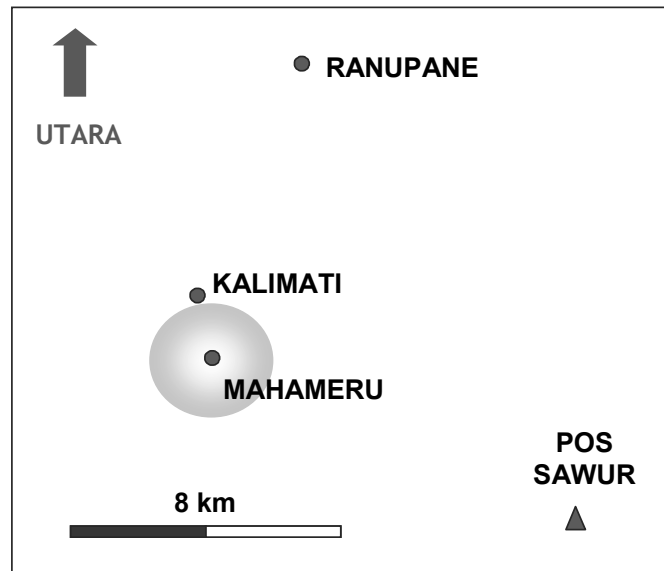 RANUPANE
UTARA
KALIMATI
MAHAMERU
POS
SAWUR
8 km